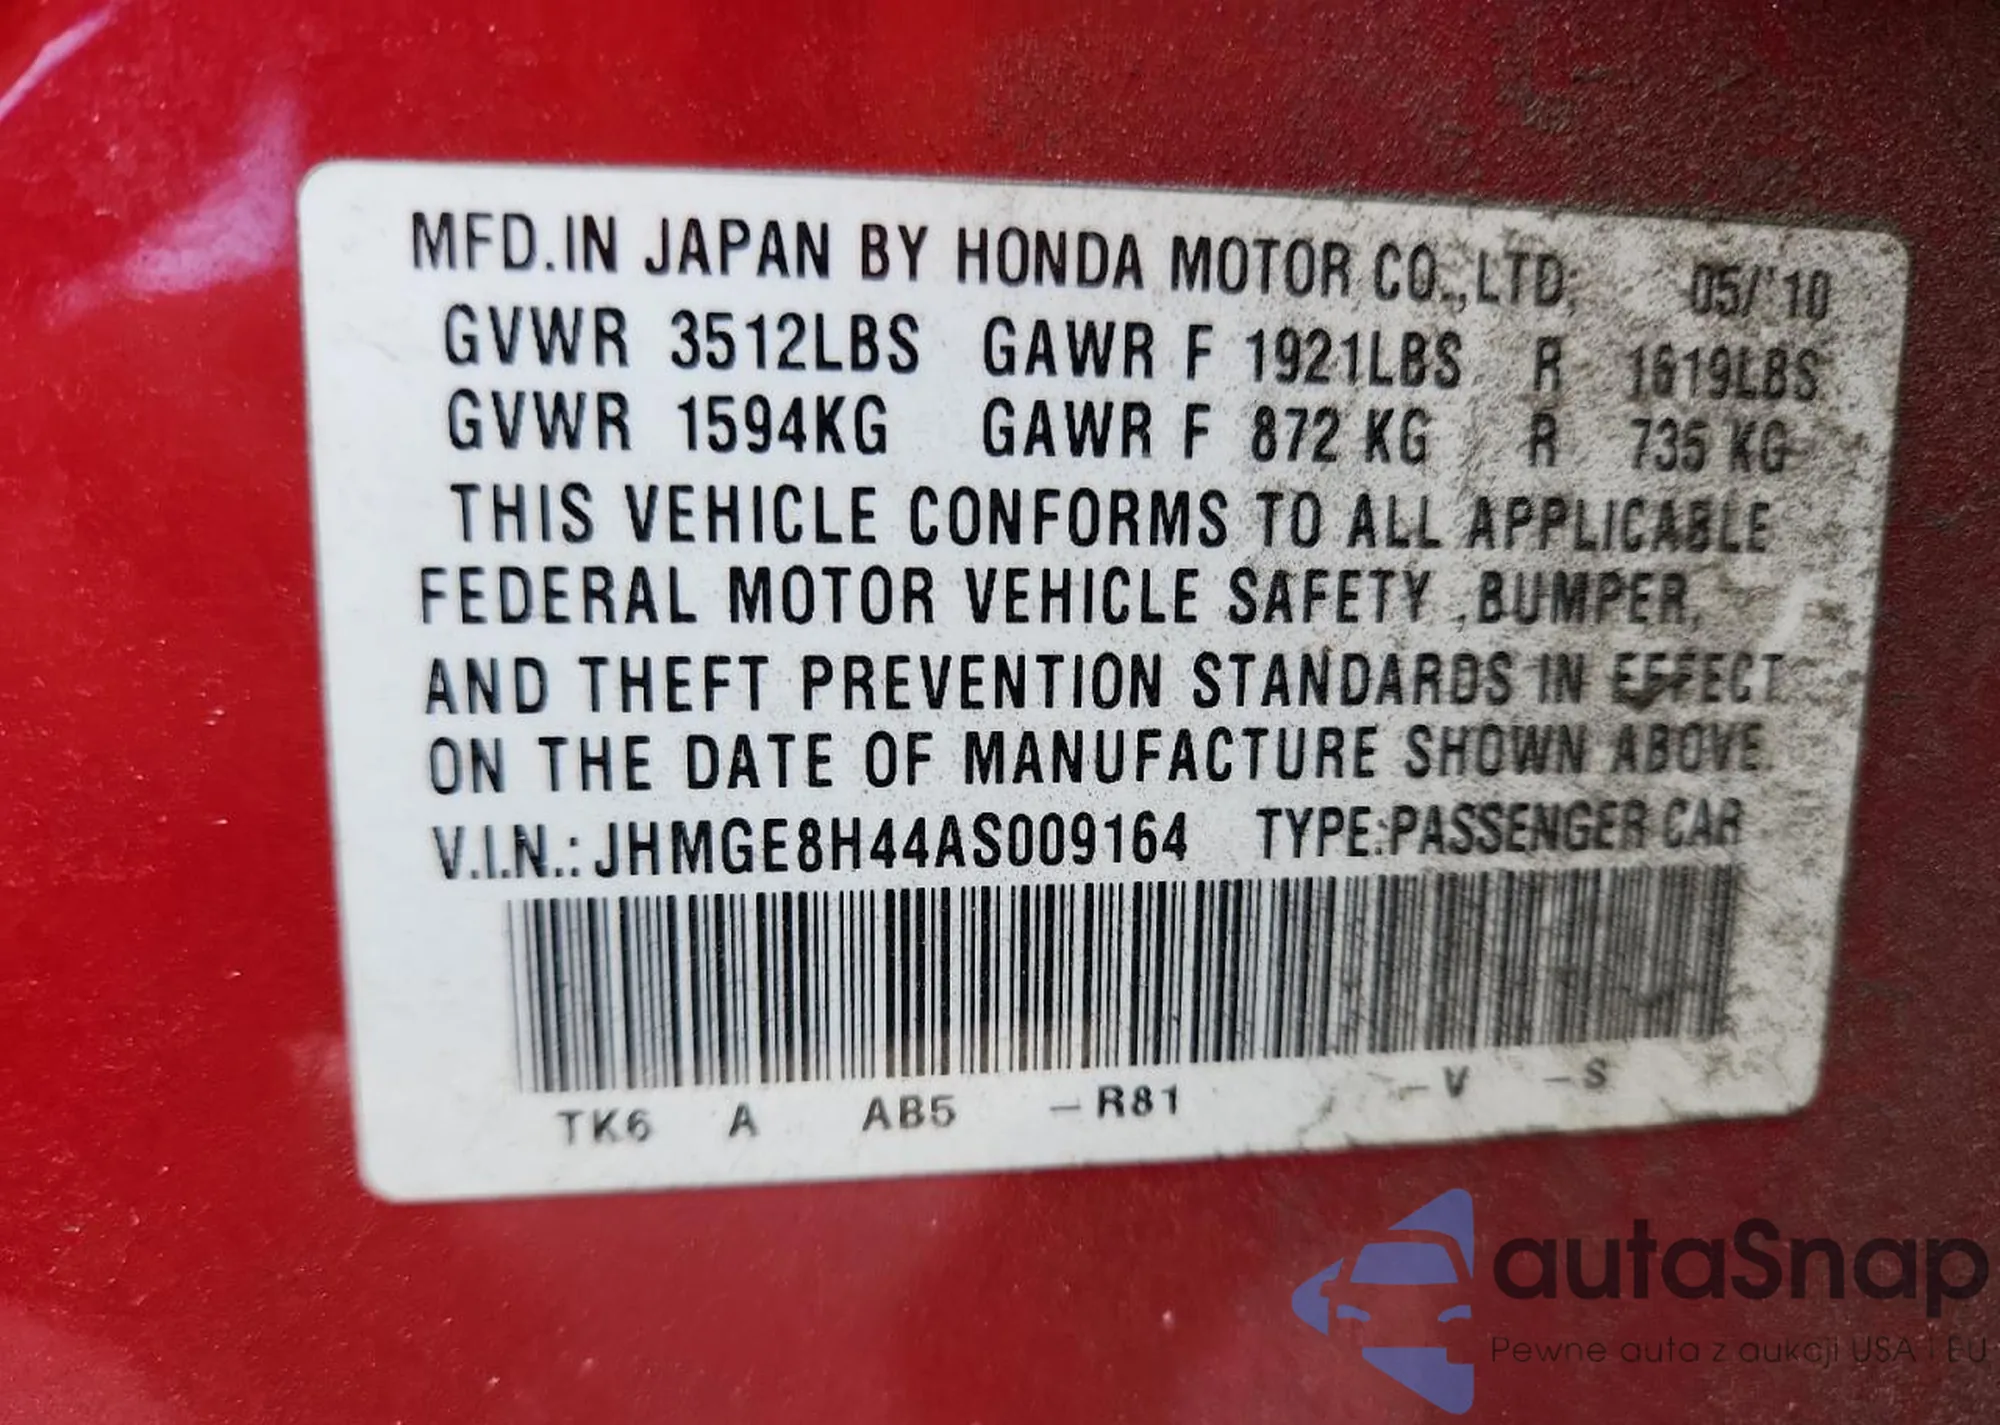 MFD.IN JAPAN BY HONDA MOTOR CO.,LTD. 05/'10
GVWR 3512LBS GAWR F 1921LBS R 1619LBS
GVWR 1594KG GAWR F 872 KG R 735 KG
THIS VEHICLE CONFORMS TO ALL APPLICABLE
FEDERAL MOTOR VEHICLE SAFETY ,BUMPER,
AND THEFT PREVENTION STANDARDS IN EFFECT
ON THE DATE OF MANUFACTURE SHOWN ABOVE.
V.I.N.: JHMGE8H44AS009164 TYPE:PASSENGER CAR
TK6 A AB5 -R81 -V -S
autaSnap
Pewne auta z aukcji USA i EU